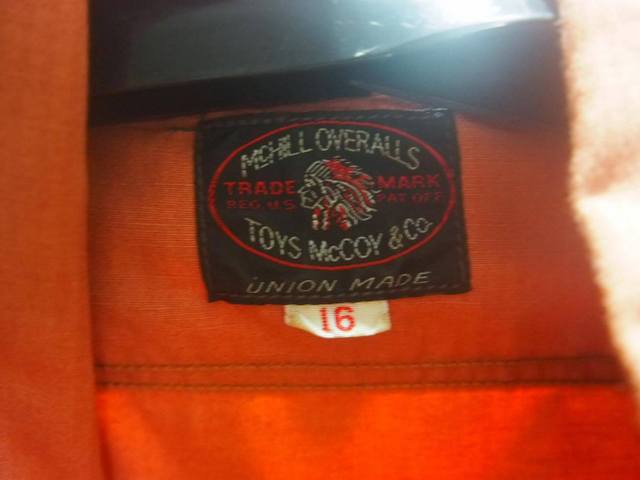 McHILL OVERALLS
TRADE MARK
REG. U.S. PAT. OFF.
TOYS McCOY & Co.
UNION MADE
16